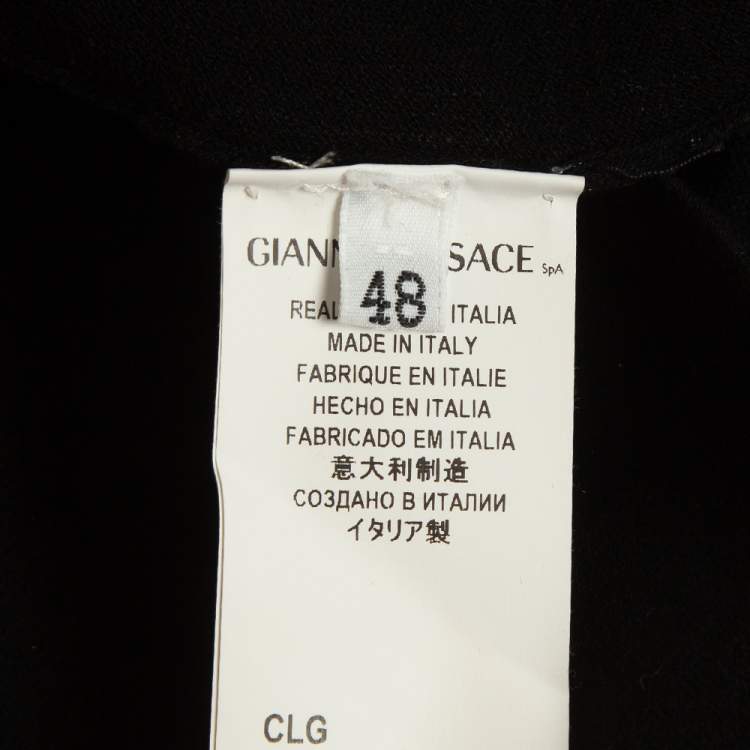 GIAN SACE SpA
48
REAL ITALIA
MADE IN ITALY
FABRIQUE EN ITALIE
HECHO EN ITALIA
FABRICADO EM ITALIA
意大利制造
СОЗДАНО В ИТАЛИИ
イタリア製
CLG